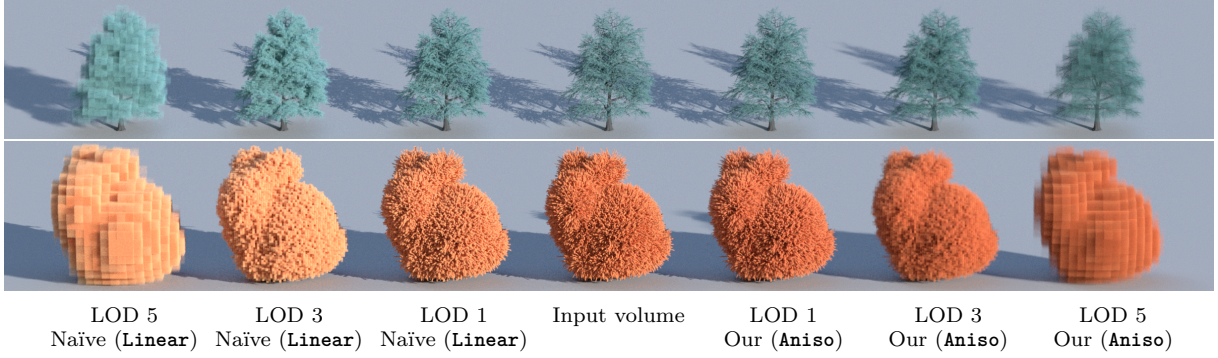 LOD 5 LOD 3 LOD 1 Input volume LOD 1 LOD 3 LOD 5
Naïve (Linear) Naïve (Linear) Naïve (Linear) Our (Aniso) Our (Aniso) Our (Aniso)